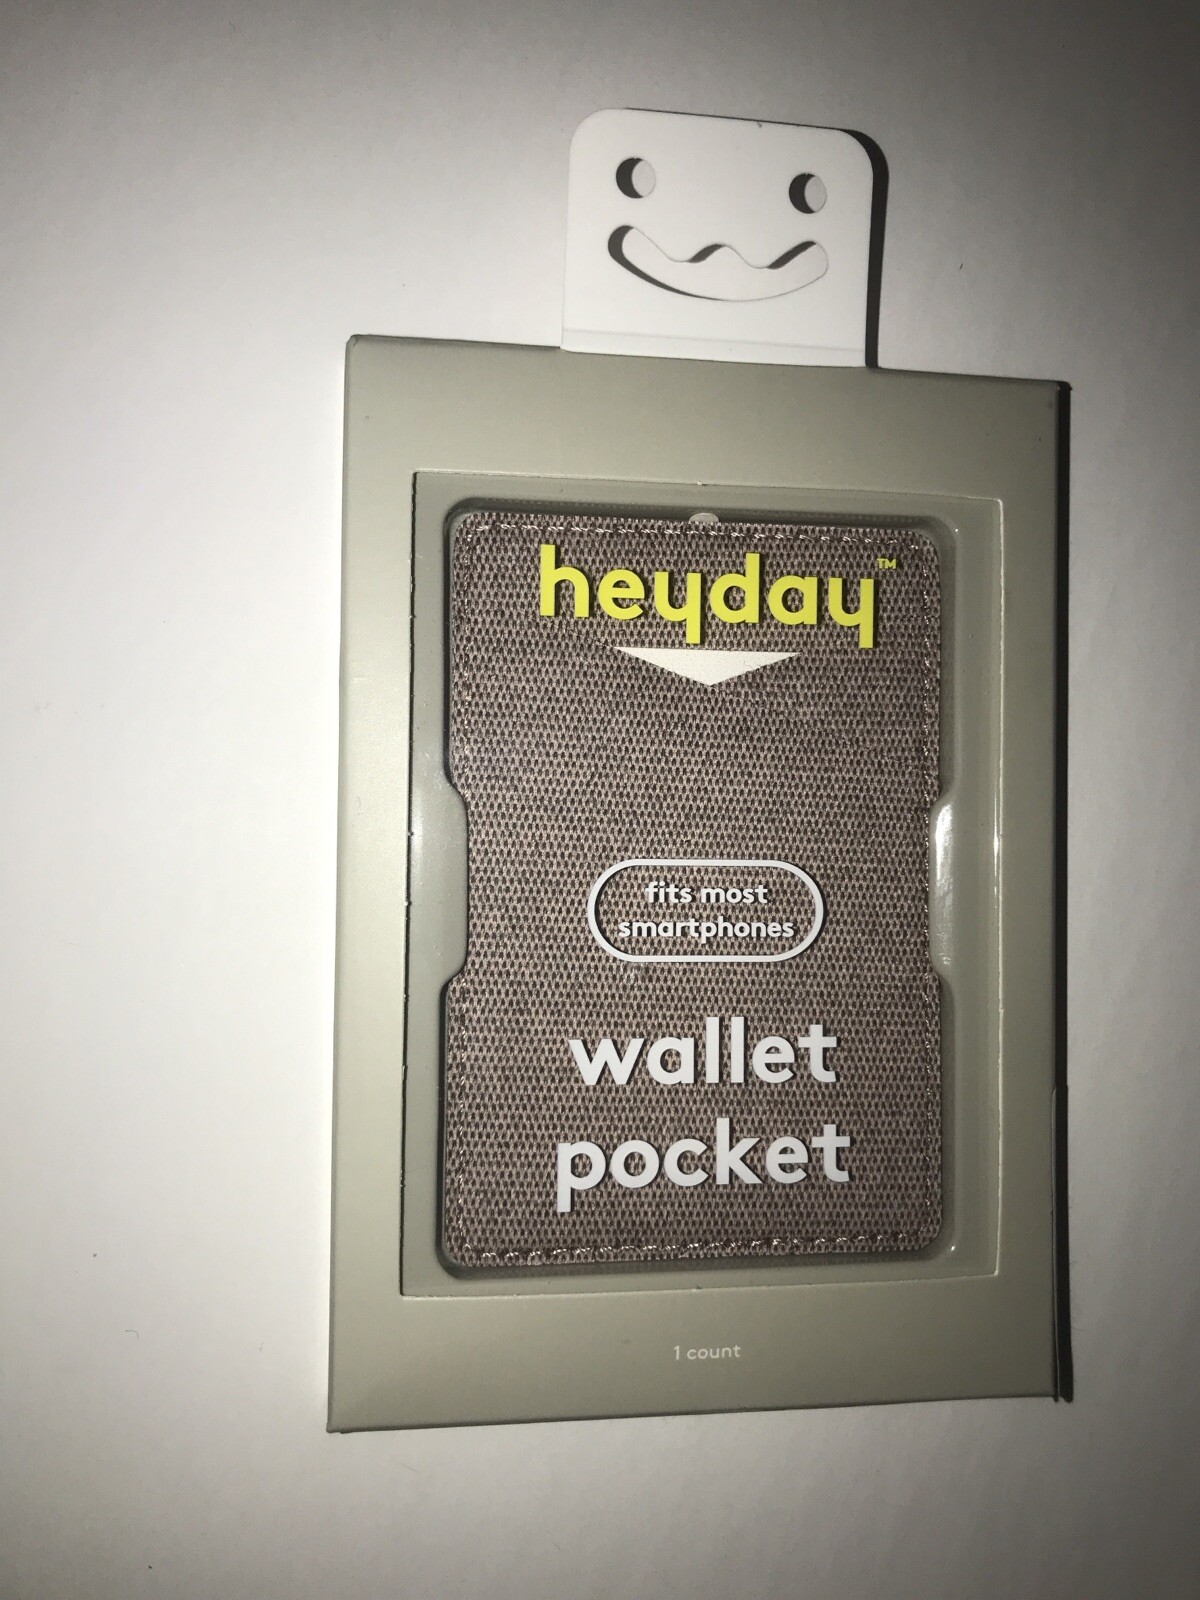 heyday™
fits most
smartphones
wallet
pocket
1 count